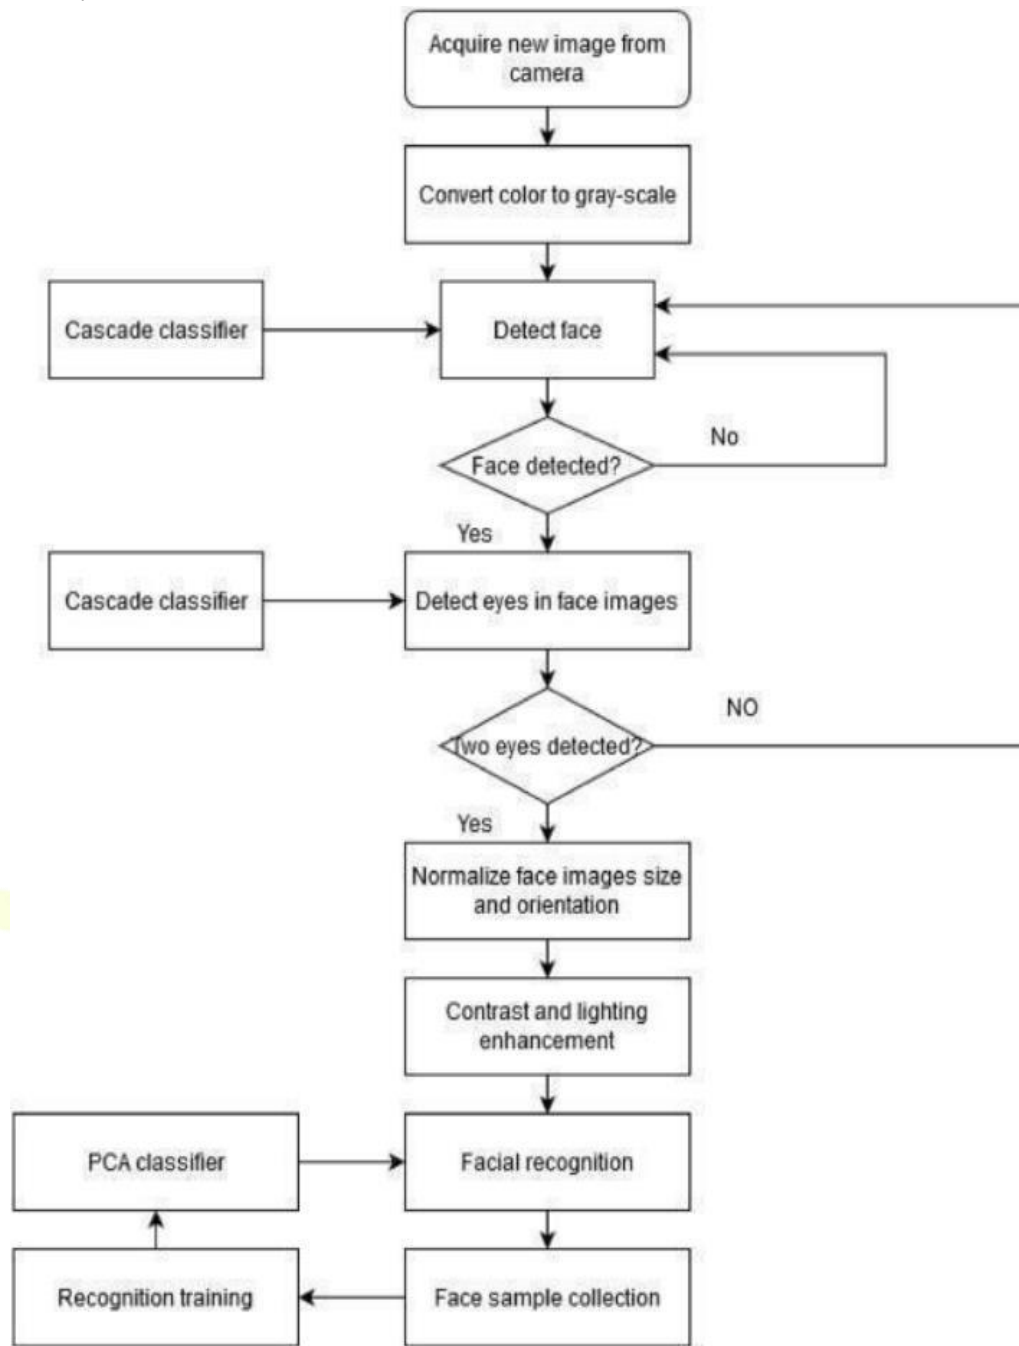 Acquire new image from
camera
Convert color to gray-scale
Cascade classifier
Detect face
No
Face detected?
Yes
Cascade classifier
Detect eyes in face images
NO
Two eyes detected?
Yes
Normalize face images size
and orientation
Contrast and lighting
enhancement
PCA classifier
Facial recognition
Recognition training
Face sample collection